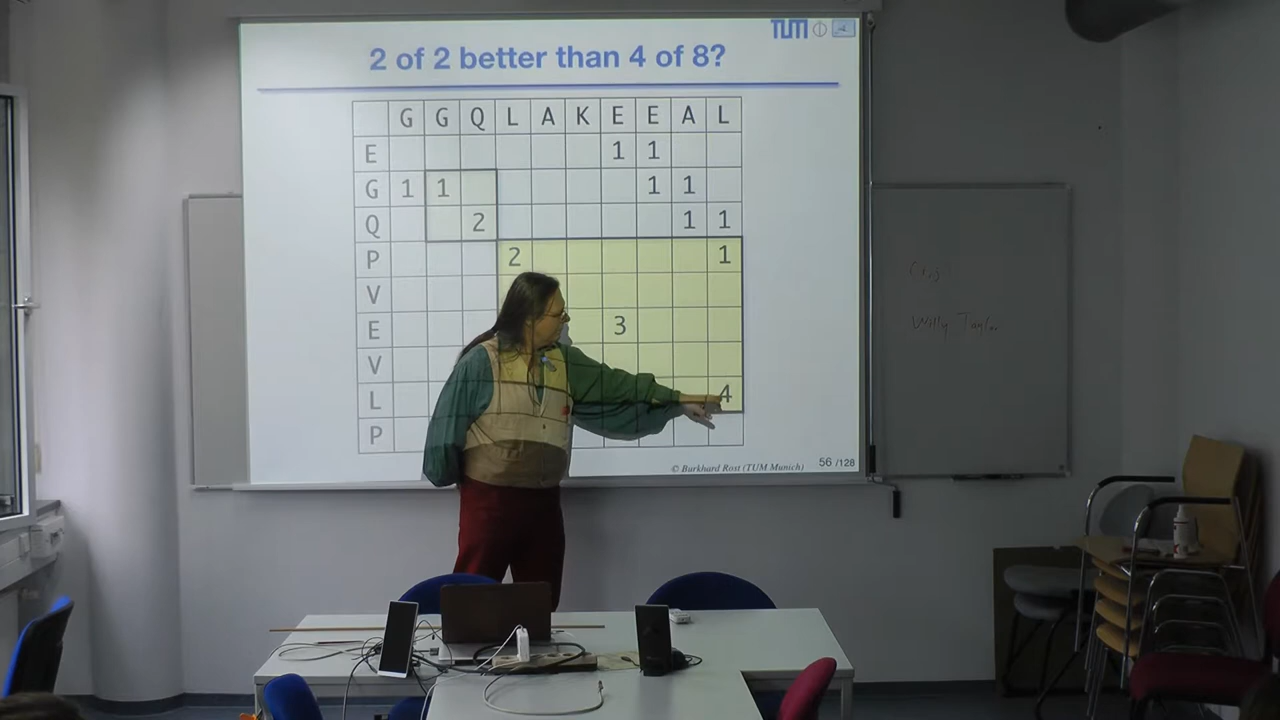 TUM
2 of 2 better than 4 of 8?
G G Q L A K E E A L
E 1 1
G 1 1 1 1
Q 2 1 1
P 2 1
V
E 3
V
L 4
P
© Burkhard Rost (TUM Munich) 56 /128
Willy Taylor